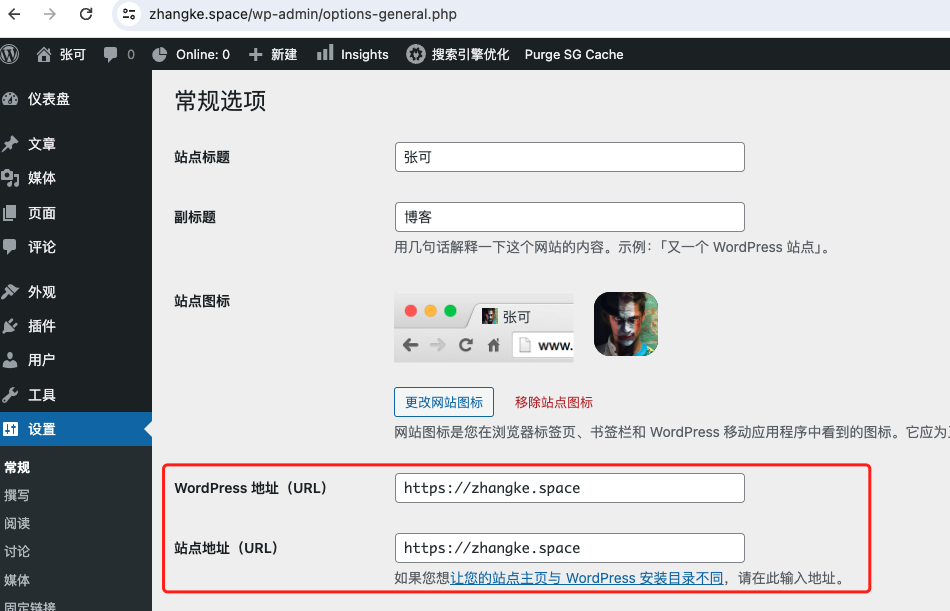 zhangke.space/wp-admin/options-general.php
张可 0 Online: 0 新建 Insights 搜索引擎优化 Purge SG Cache
仪表盘
文章
媒体
页面
评论
外观
插件
用户
工具
设置
常规
撰写
阅读
讨论
媒体
固定链接
常规选项
站点标题
张可
副标题
博客
用几句话解释一下这个网站的内容。示例:「又一个 WordPress 站点」。
站点图标
张可
www.
更改网站图标 移除站点图标
网站图标是您在浏览器标签页、书签栏和 WordPress 移动应用程序中看到的图标。它应为
WordPress 地址(URL)
https://zhangke.space
站点地址(URL)
https://zhangke.space
如果您想让您的站点主页与 WordPress 安装目录不同,请在此输入地址。